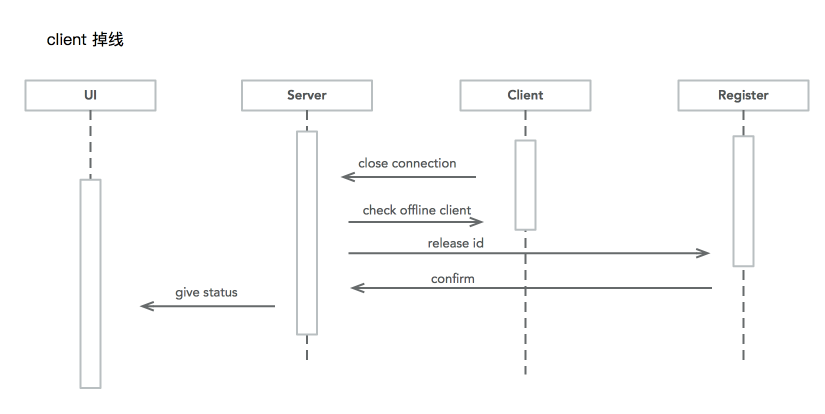 client 掉线
UI
Server
Client
Register
close connection
check offline client
release id
confirm
give status